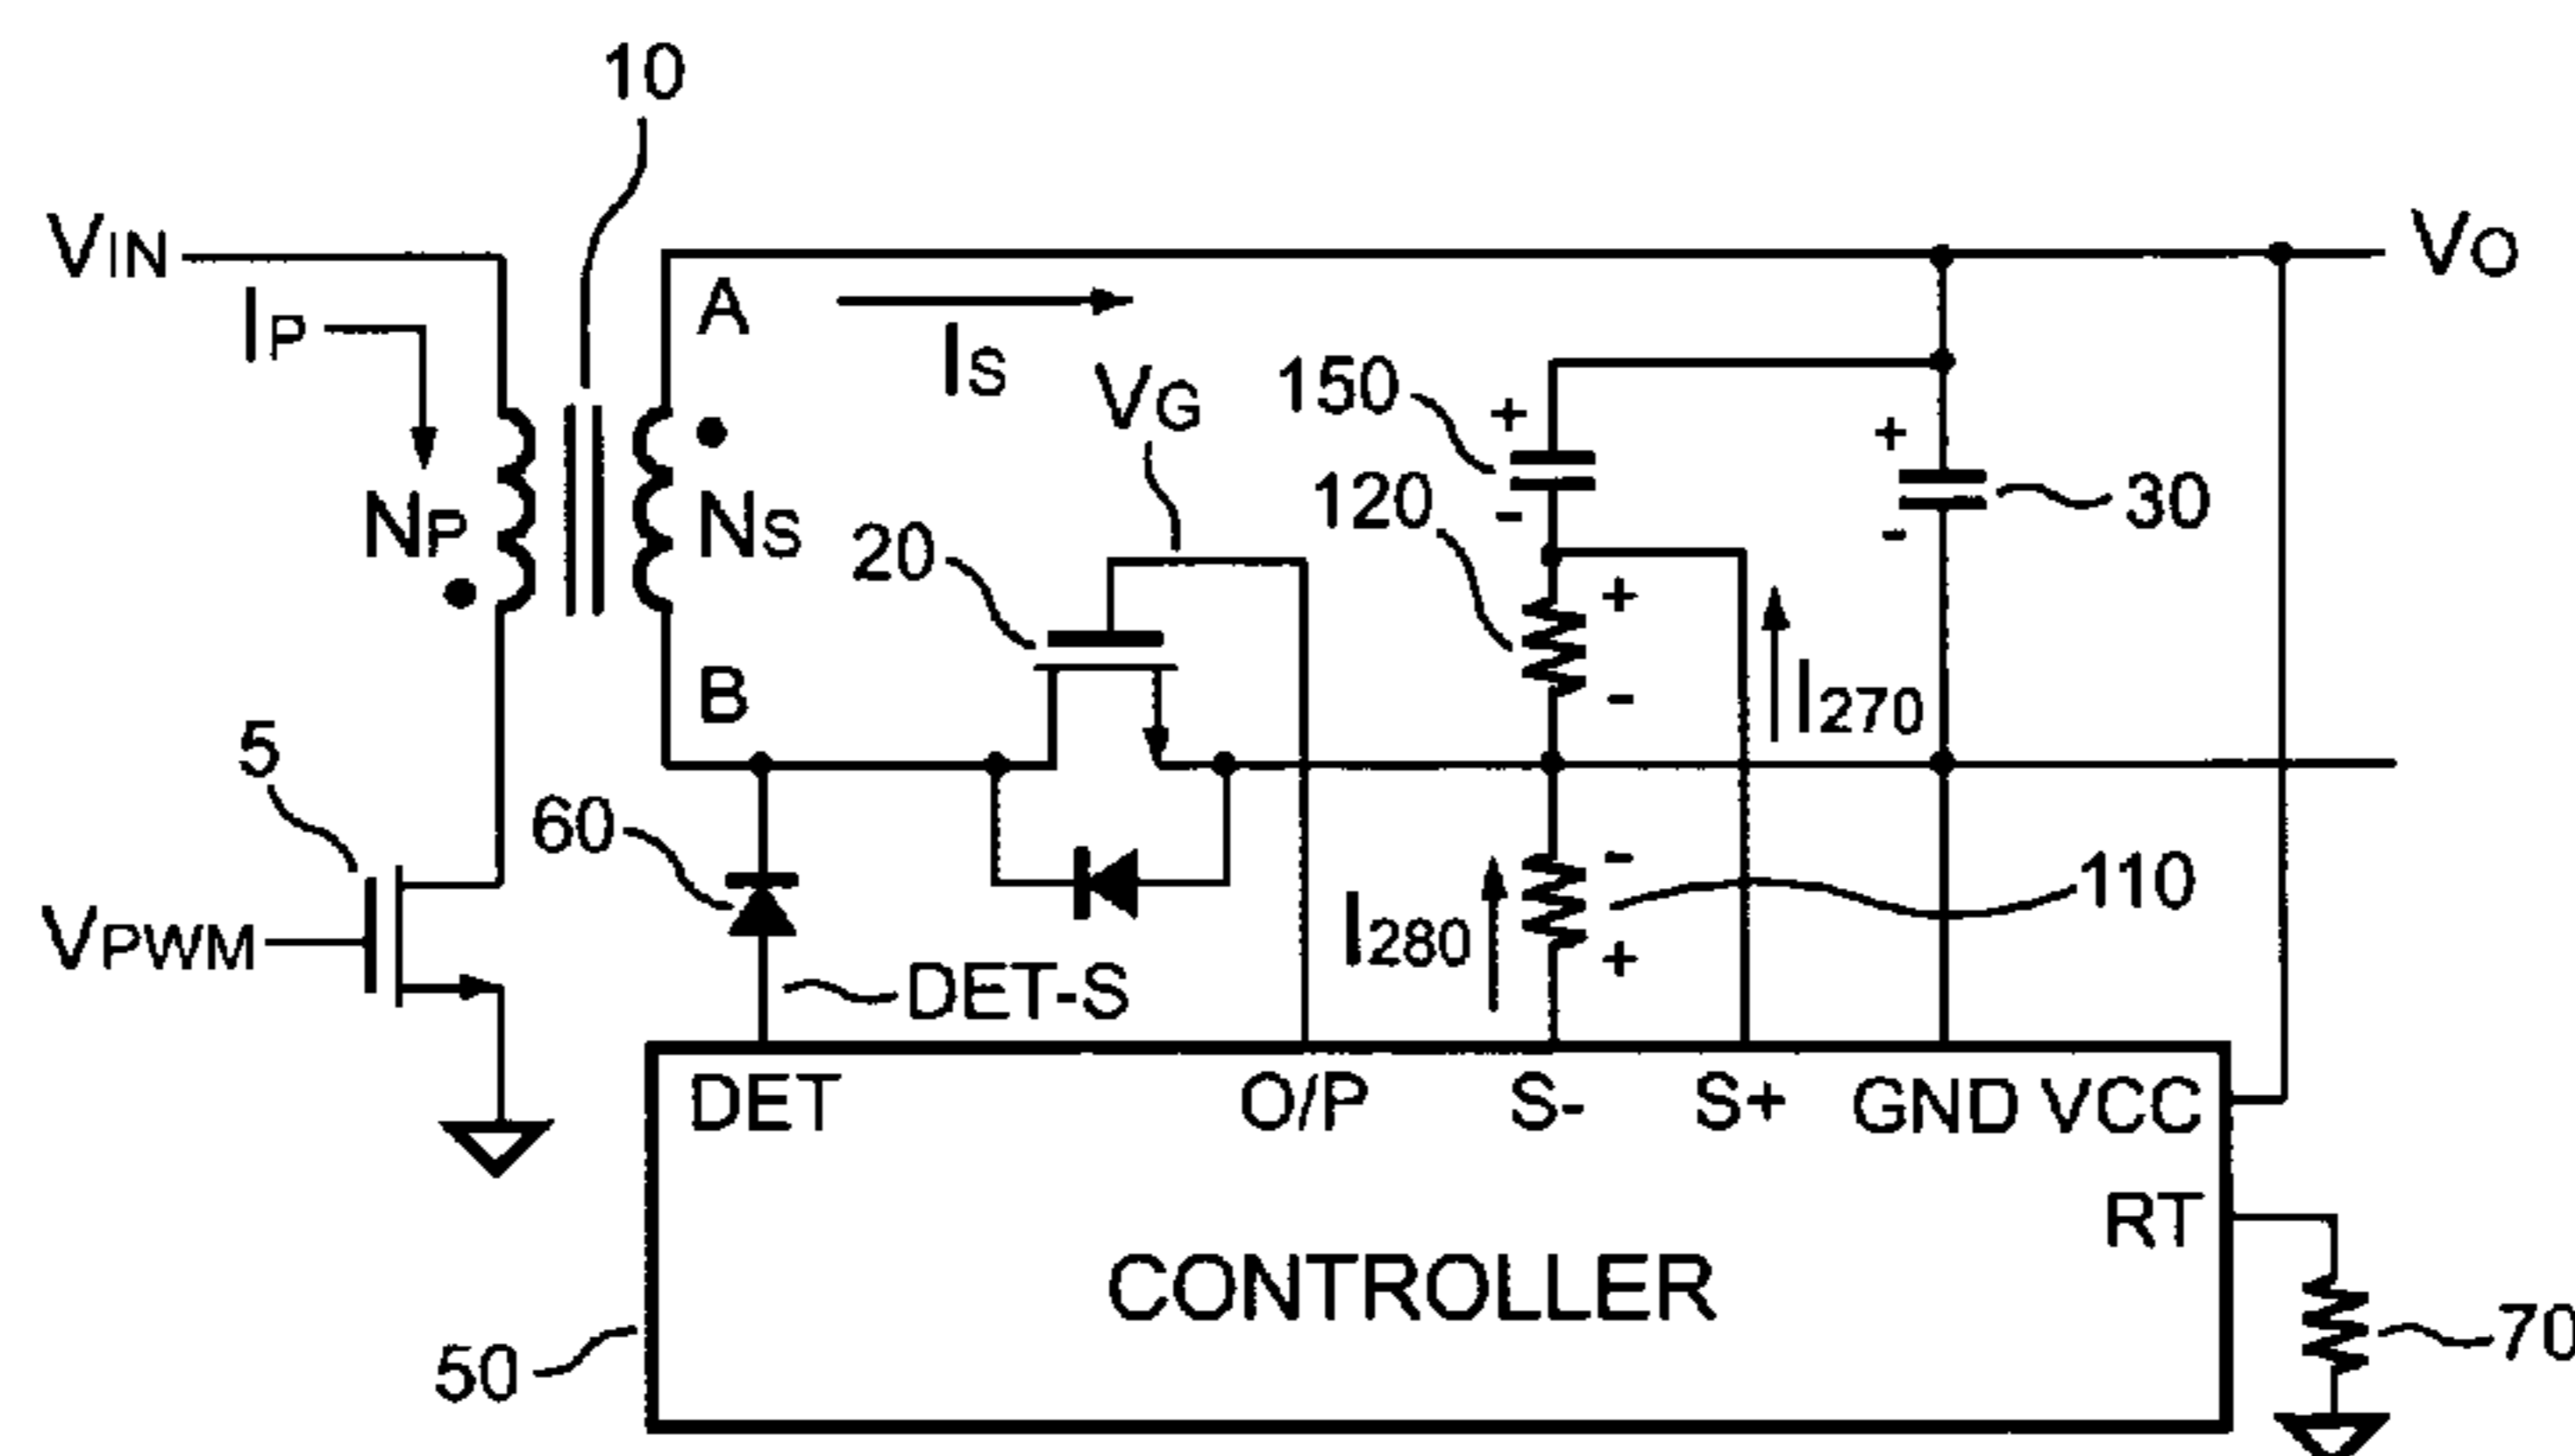 10
VIN
IP
A
IS
VG
VO
150
+
+
NP
NS
120
-
-
30
20
+
-
B
I270
5
60
-
I280
+
110
VPWM
DET-S
DET
O/P
S-
S+
GND
VCC
RT
CONTROLLER
50
70